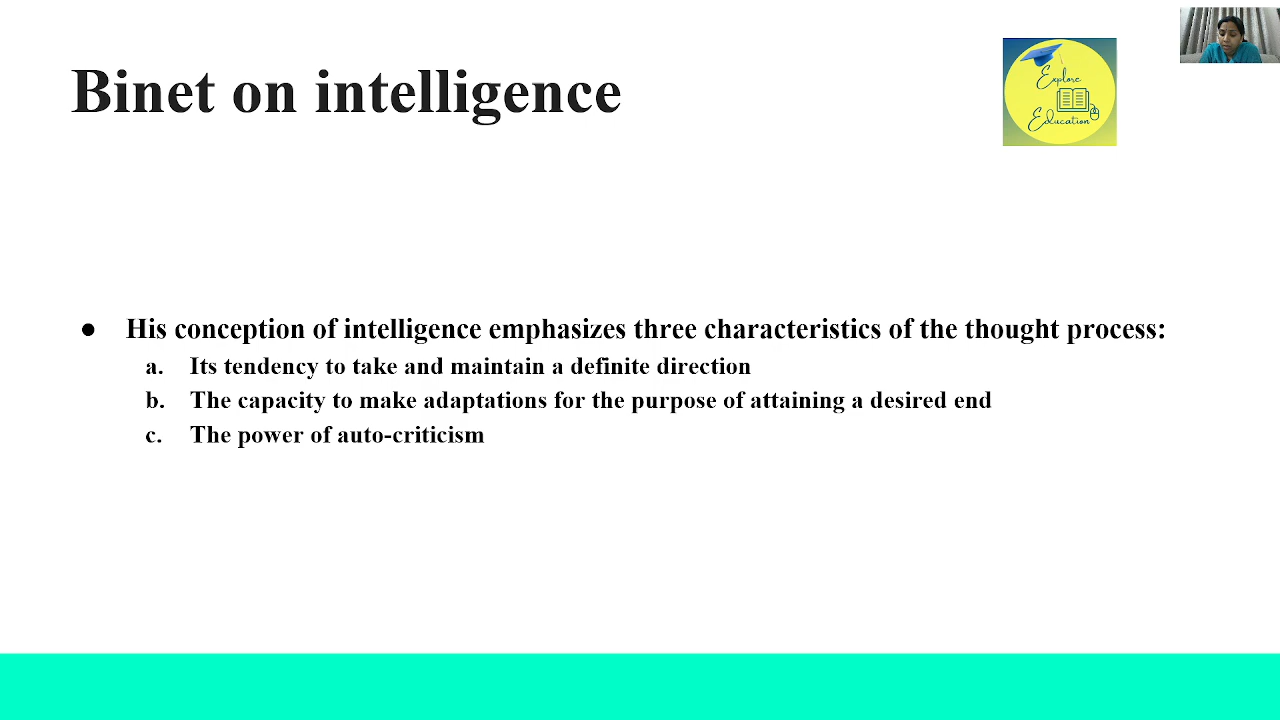 Binet on intelligence
Explore
Education
● His conception of intelligence emphasizes three characteristics of the thought process:
a. Its tendency to take and maintain a definite direction
b. The capacity to make adaptations for the purpose of attaining a desired end
c. The power of auto-criticism